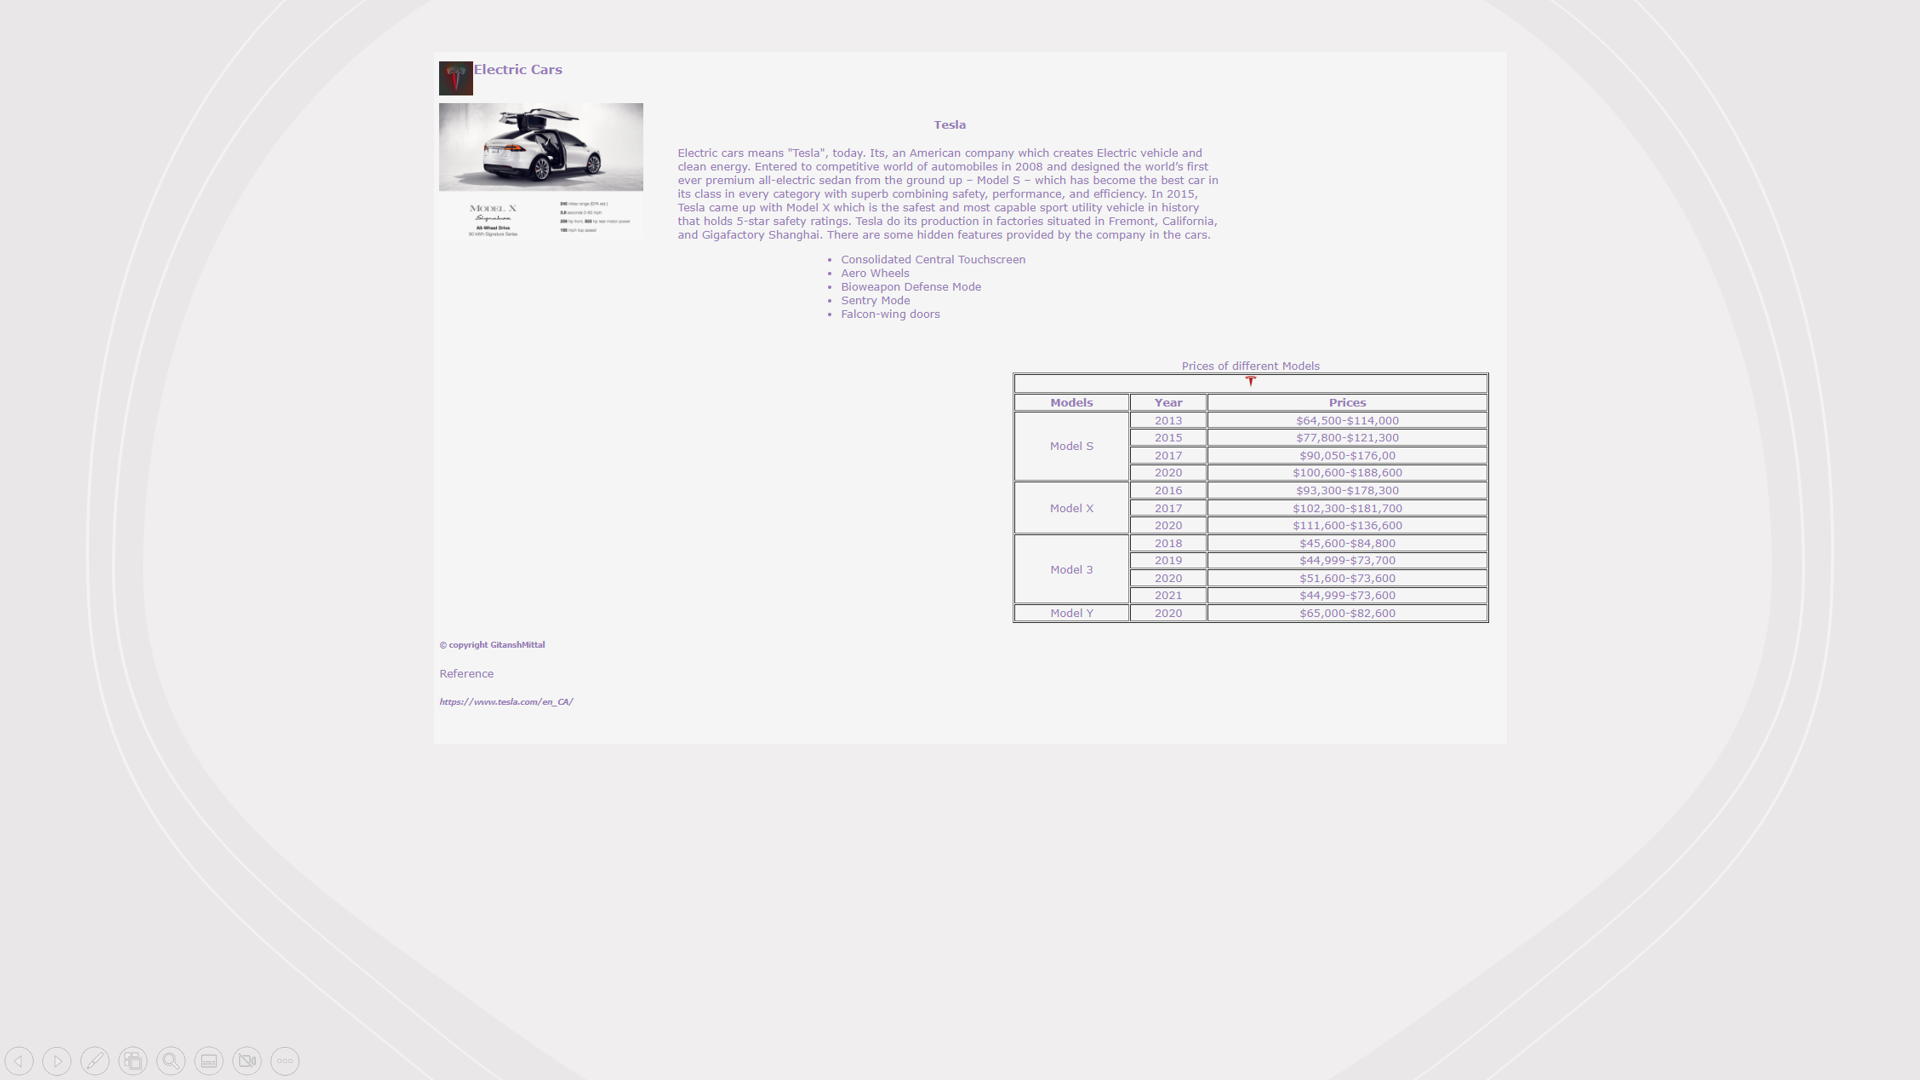 Electric Cars
MODEL X
Signature
All-Wheel Drive
90 kWh Signature Series
Tesla
Electric cars means "Tesla", today. Its, an American company which creates Electric vehicle and
clean energy. Entered to competitive world of automobiles in 2008 and designed the world’s first
ever premium all-electric sedan from the ground up – Model S – which has become the best car in
its class in every category with superb combining safety, performance, and efficiency. In 2015,
Tesla came up with Model X which is the safest and most capable sport utility vehicle in history
that holds 5-star safety ratings. Tesla do its production in factories situated in Fremont, California,
and Gigafactory Shanghai. There are some hidden features provided by the company in the cars.
• Consolidated Central Touchscreen
• Aero Wheels
• Bioweapon Defense Mode
• Sentry Mode
• Falcon-wing doors
Prices of different Models
Models Year Prices
Model S 2013 $64,500-$114,000
2015 $77,800-$121,300
2017 $90,050-$176,00
2020 $100,600-$188,600
Model X 2016 $93,300-$178,300
2017 $102,300-$181,700
2020 $111,600-$136,600
Model 3 2018 $45,600-$84,800
2019 $44,999-$73,700
2020 $51,600-$73,600
2021 $44,999-$73,600
Model Y 2020 $65,000-$82,600
© copyright GitanshMittal
Reference
https://www.tesla.com/en_CA/